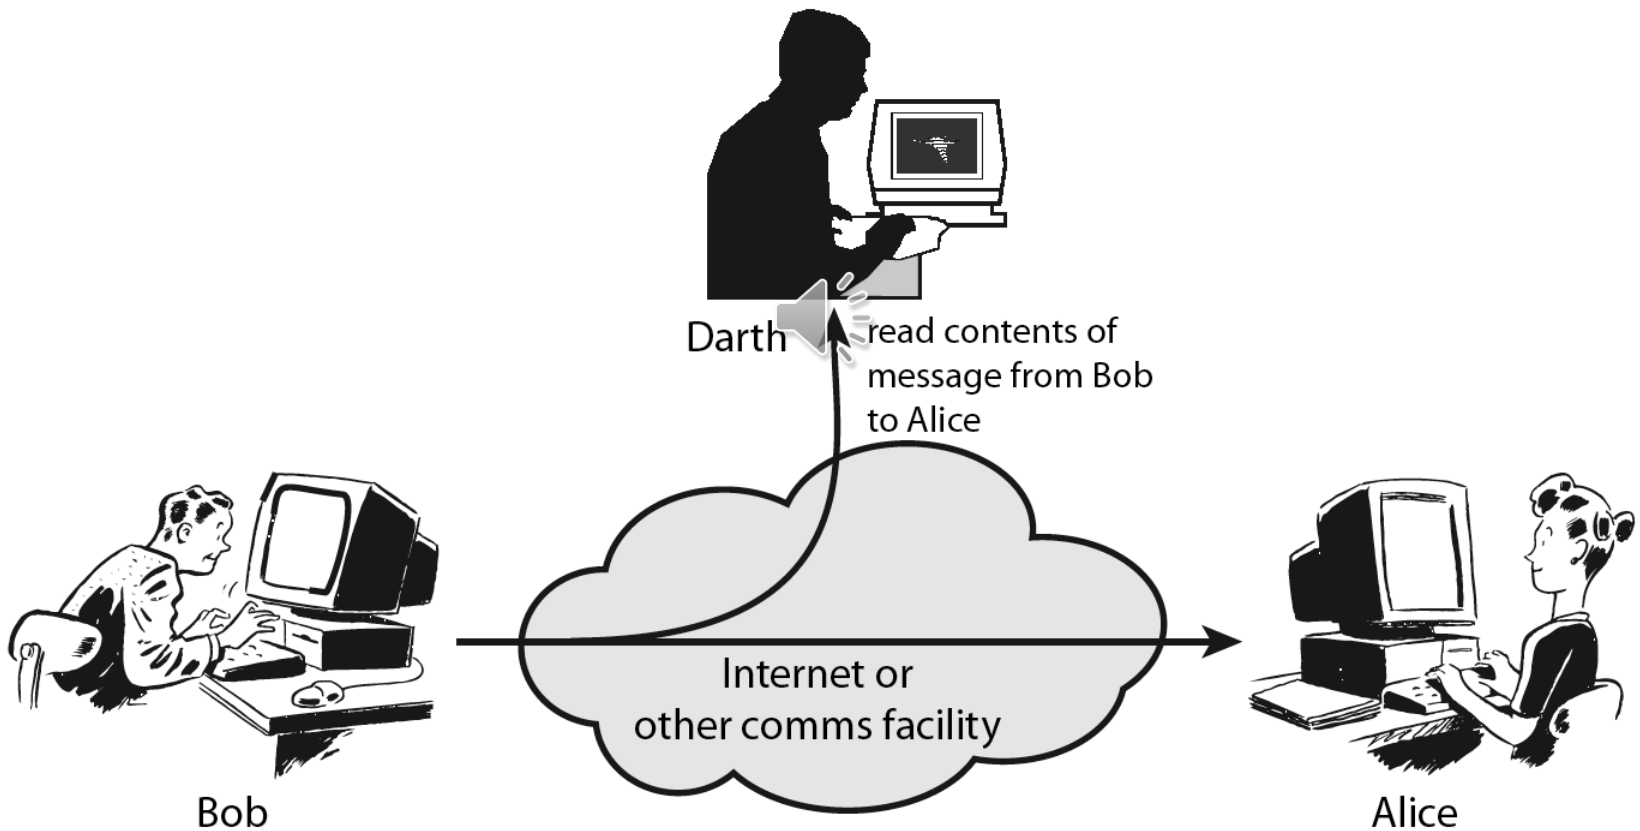 Darth
read contents of
message from Bob
to Alice
Internet or
other comms facility
Bob
Alice